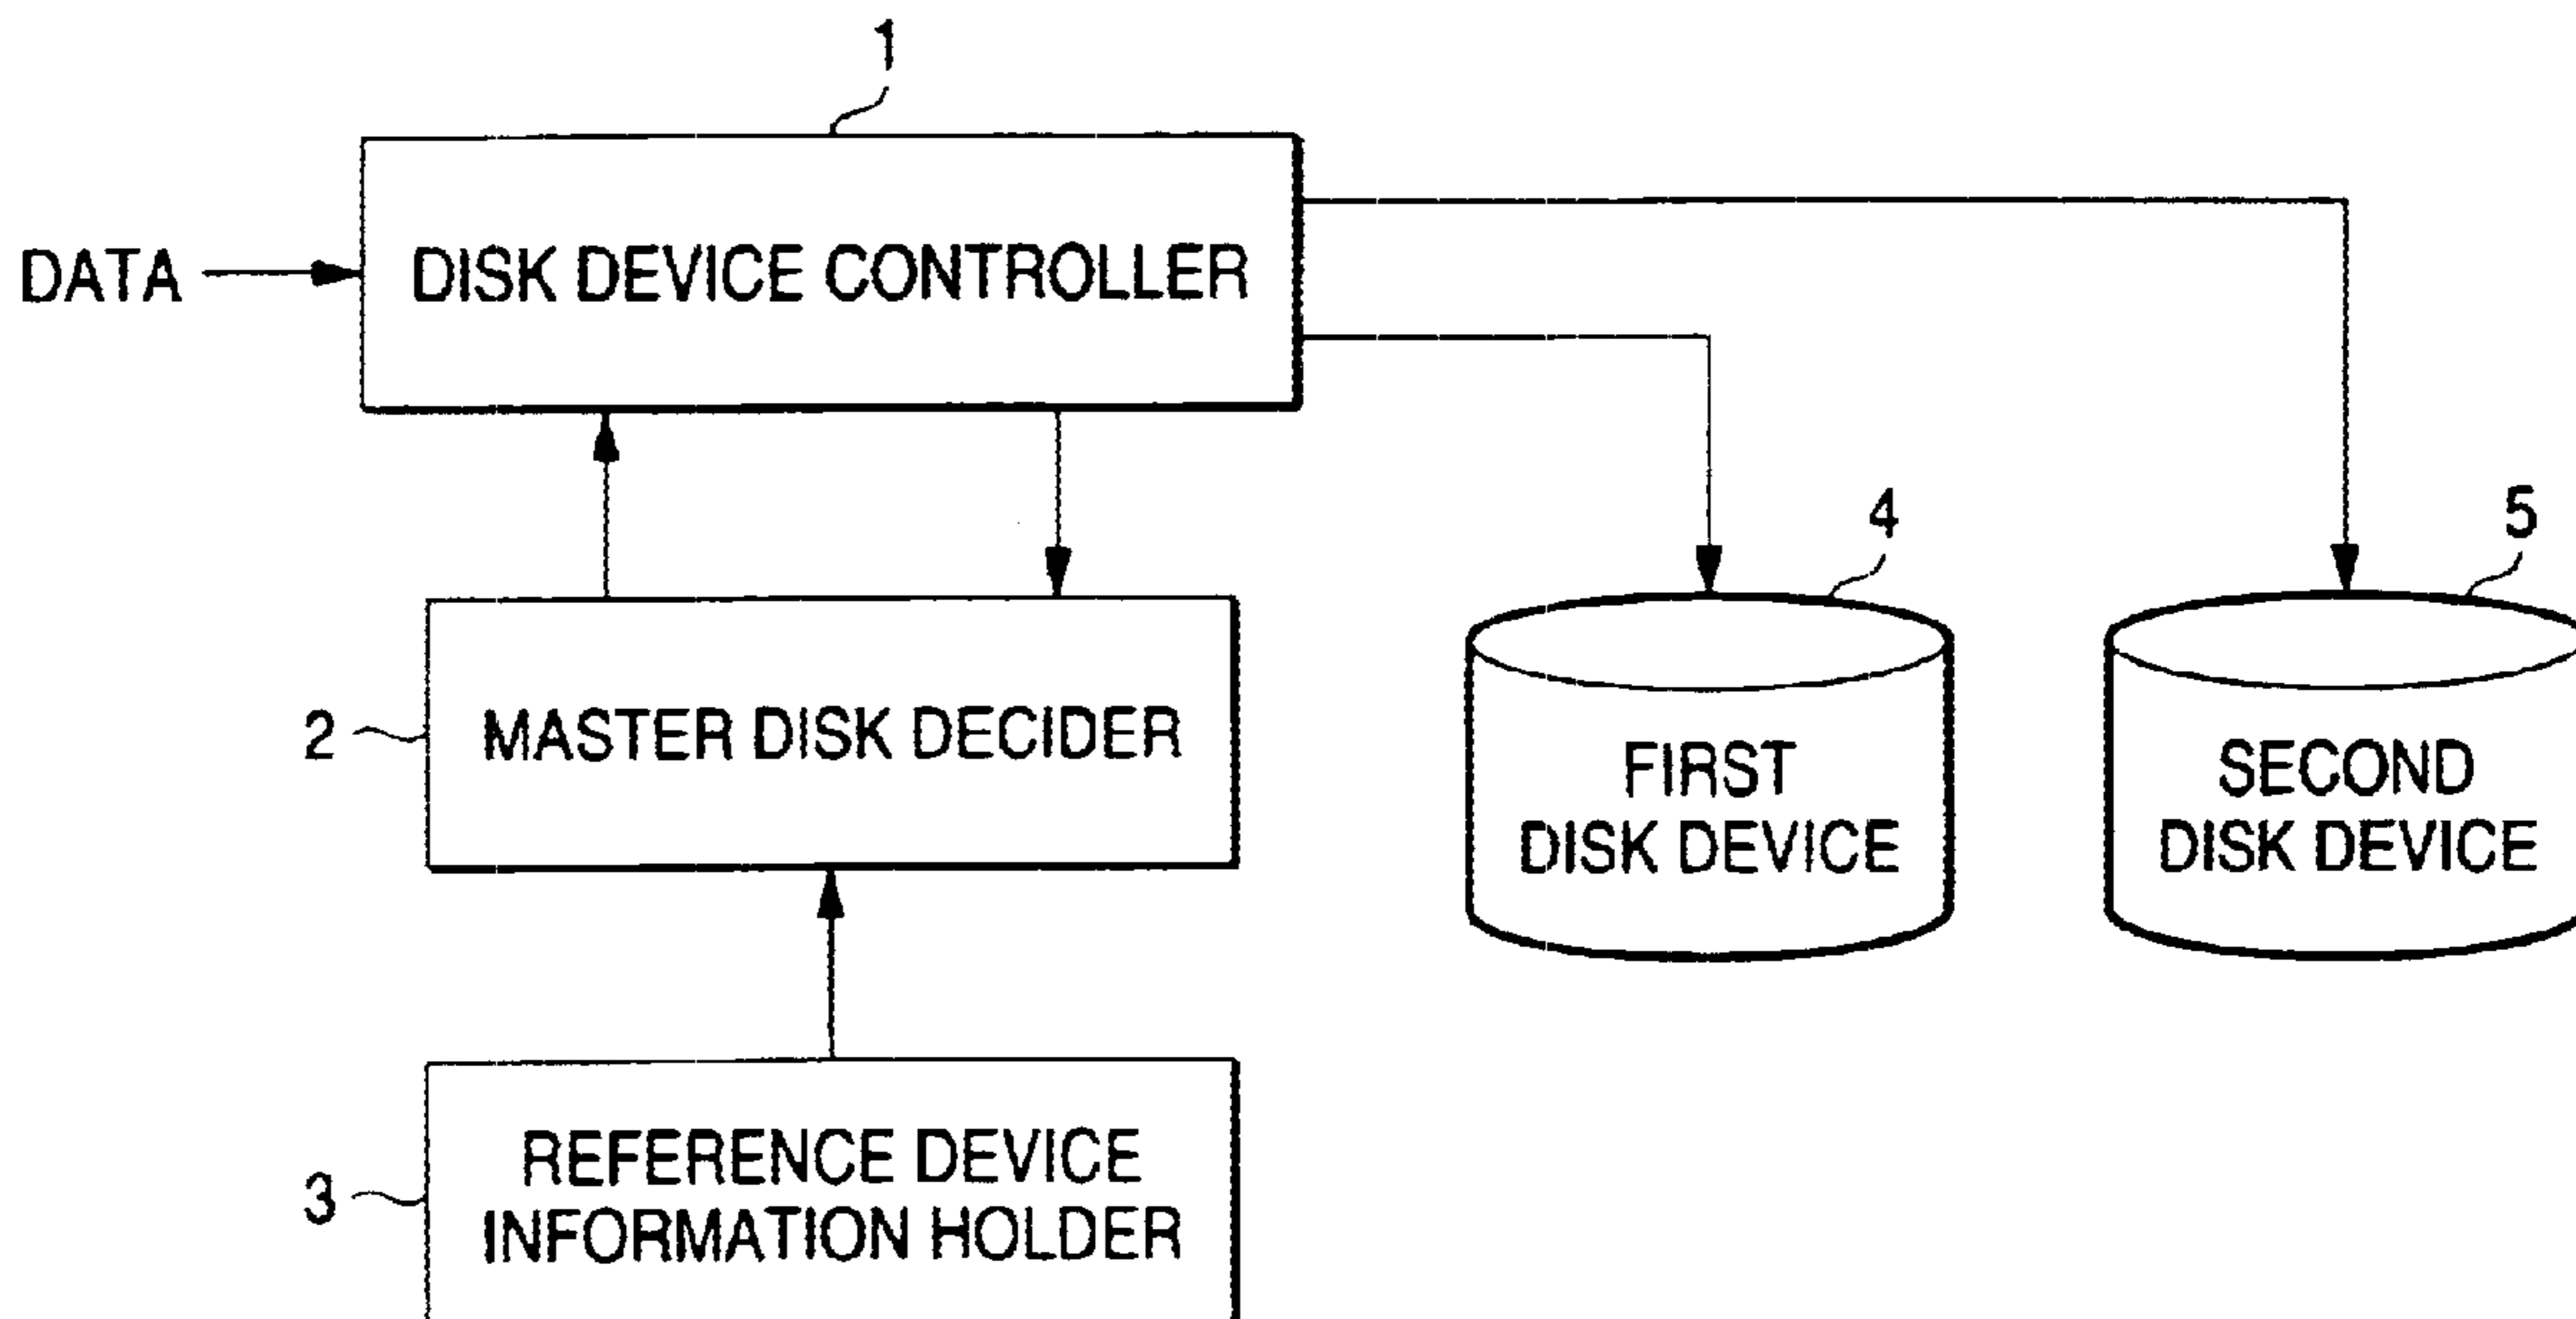 1
DATA
DISK DEVICE CONTROLLER
4
5
2
MASTER DISK DECIDER
FIRST
DISK DEVICE
SECOND
DISK DEVICE
3
REFERENCE DEVICE
INFORMATION HOLDER